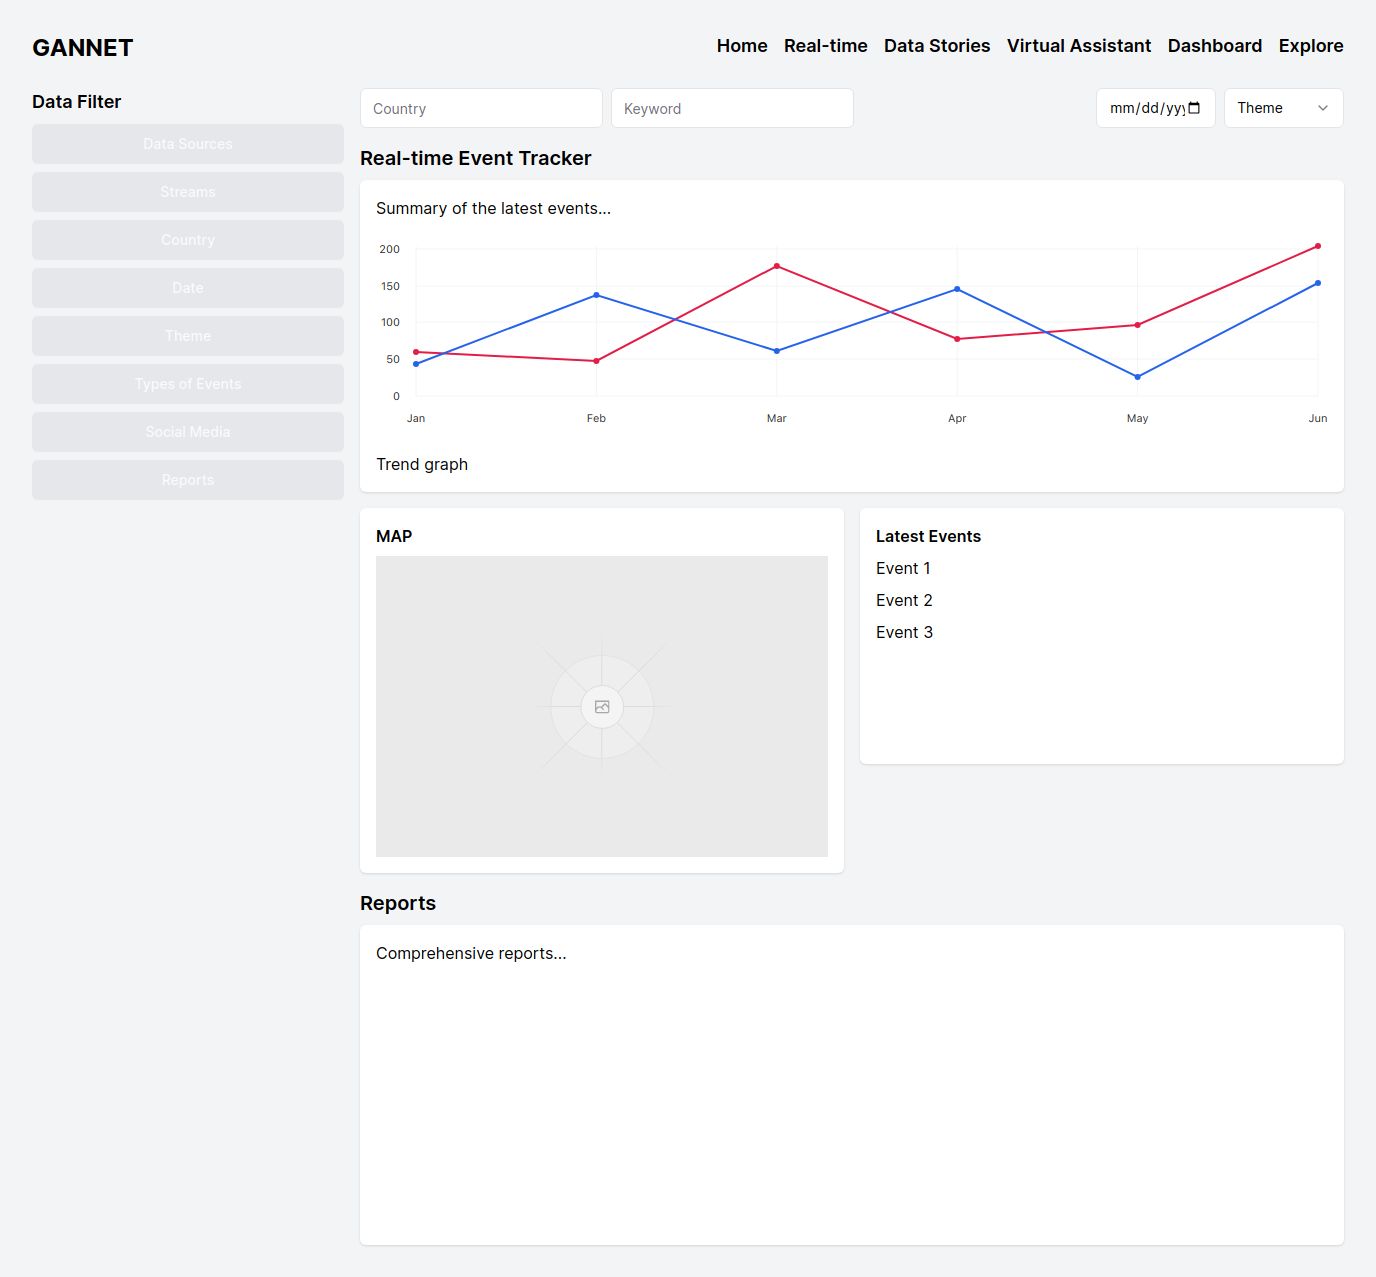 GANNET
Home Real-time Data Stories Virtual Assistant Dashboard Explore
Data Filter
Data Sources
Streams
Country
Date
Theme
Types of Events
Social Media
Reports
Country Keyword mm/dd/yyy Theme
Real-time Event Tracker
Summary of the latest events...
200
150
100
50
0
Jan Feb Mar Apr May Jun
Trend graph
MAP
Latest Events
Event 1
Event 2
Event 3
Reports
Comprehensive reports...